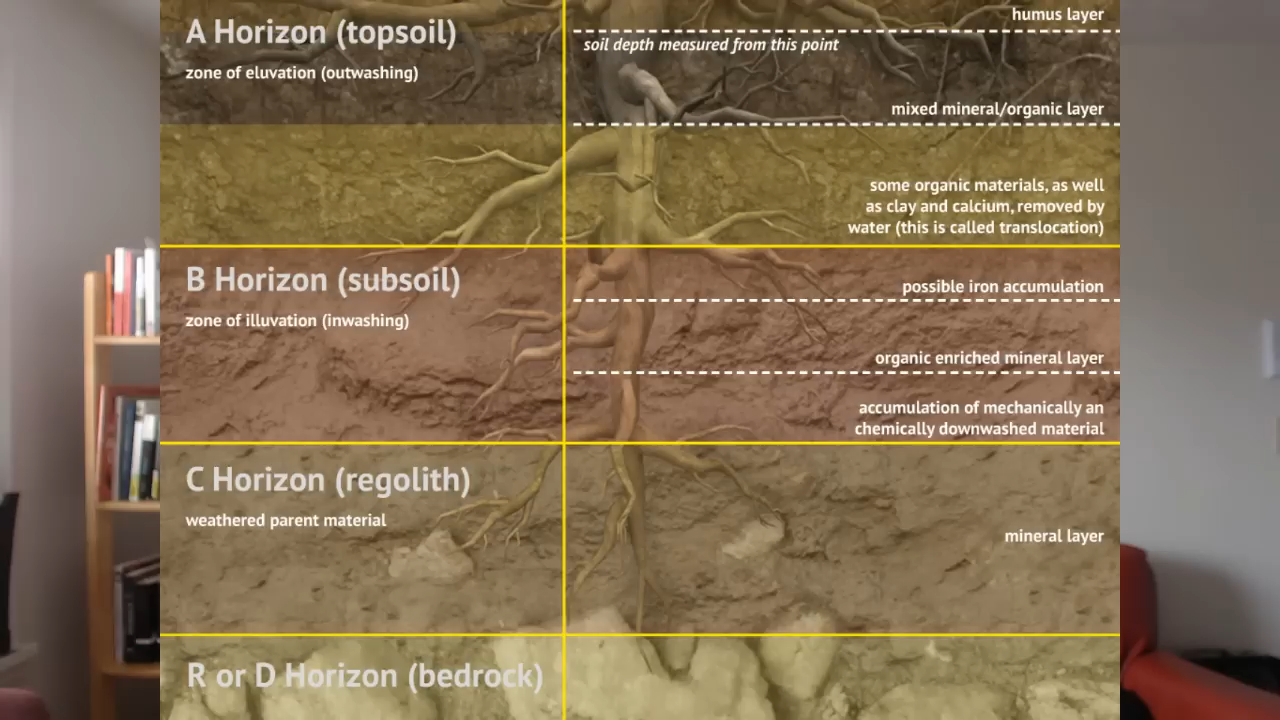 A Horizon (topsoil)
zone of eluvation (outwashing)
humus layer
soil depth measured from this point
mixed mineral/organic layer
some organic materials, as well
as clay and calcium, removed by
water (this is called translocation)
B Horizon (subsoil)
zone of illuvation (inwashing)
possible iron accumulation
organic enriched mineral layer
accumulation of mechanically an
chemically downwashed material
C Horizon (regolith)
weathered parent material
mineral layer
R or D Horizon (bedrock)